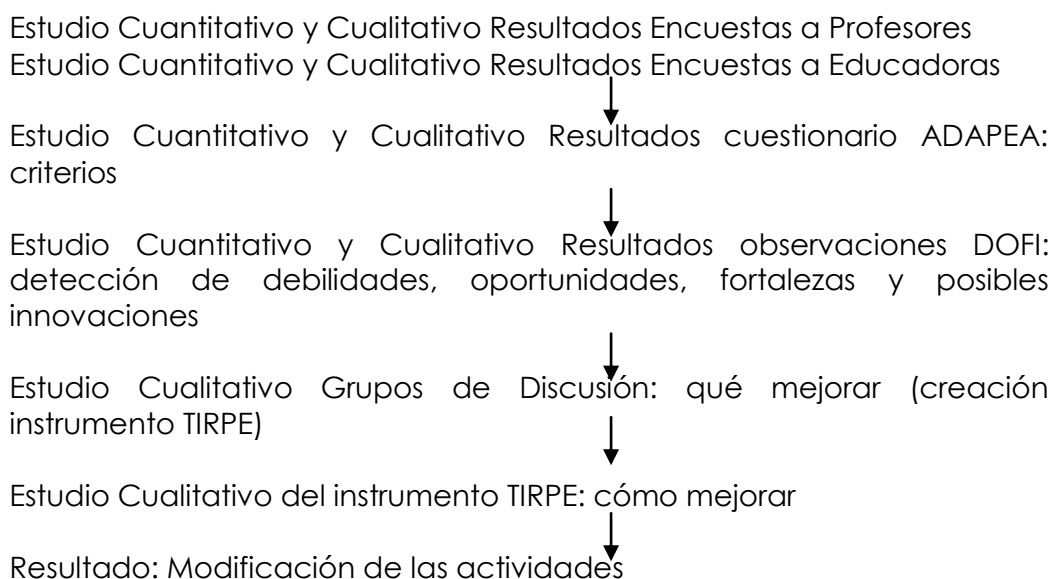 Estudio Cuantitativo y Cualitativo Resultados Encuestas a Profesores
Estudio Cuantitativo y Cualitativo Resultados Encuestas a Educadoras
Estudio Cuantitativo y Cualitativo Resultados cuestionario ADAPEA:
criterios
Estudio Cuantitativo y Cualitativo Resultados observaciones DOFI:
detección de debilidades, oportunidades, fortalezas y posibles
innovaciones
Estudio Cualitativo Grupos de Discusión: qué mejorar (creación
instrumento TIRPE)
Estudio Cualitativo del instrumento TIRPE: cómo mejorar
Resultado: Modificación de las actividades